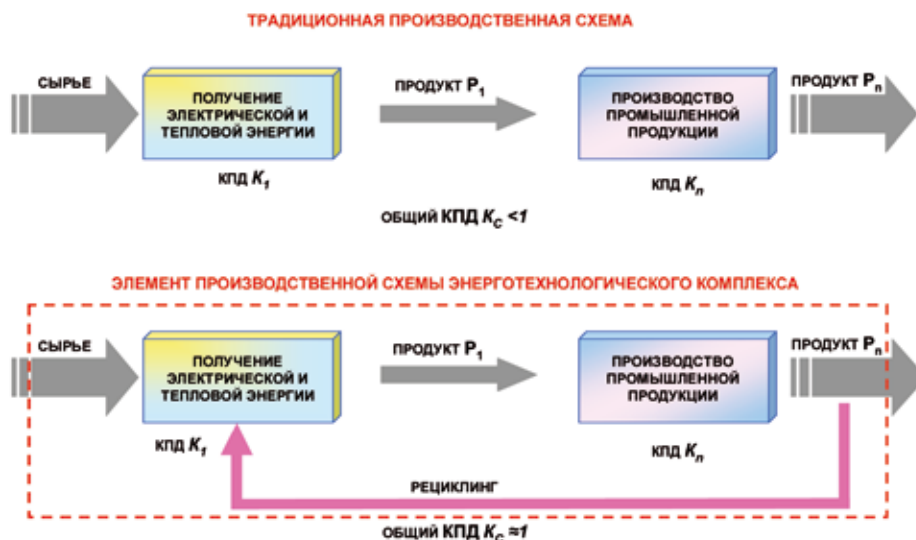 ТРАДИЦИОННАЯ ПРОИЗВОДСТВЕННАЯ СХЕМА
СЫРЬЕ
ПОЛУЧЕНИЕ
ЭЛЕКТРИЧЕСКОЙ И
ТЕПЛОВОЙ ЭНЕРГИИ
ПРОДУКТ P₁
ПРОИЗВОДСТВО
ПРОМЫШЛЕННОЙ
ПРОДУКЦИИ
ПРОДУКТ Pₙ
КПД K₁
КПД Kₙ
ОБЩИЙ КПД K_C <1
ЭЛЕМЕНТ ПРОИЗВОДСТВЕННОЙ СХЕМЫ ЭНЕРГОТЕХНОЛОГИЧЕСКОГО КОМПЛЕКСА
СЫРЬЕ
ПОЛУЧЕНИЕ
ЭЛЕКТРИЧЕСКОЙ И
ТЕПЛОВОЙ ЭНЕРГИИ
ПРОДУКТ P₁
ПРОИЗВОДСТВО
ПРОМЫШЛЕННОЙ
ПРОДУКЦИИ
ПРОДУКТ Pₙ
КПД K₁
КПД Kₙ
РЕЦИКЛИНГ
ОБЩИЙ КПД K_C ≈1